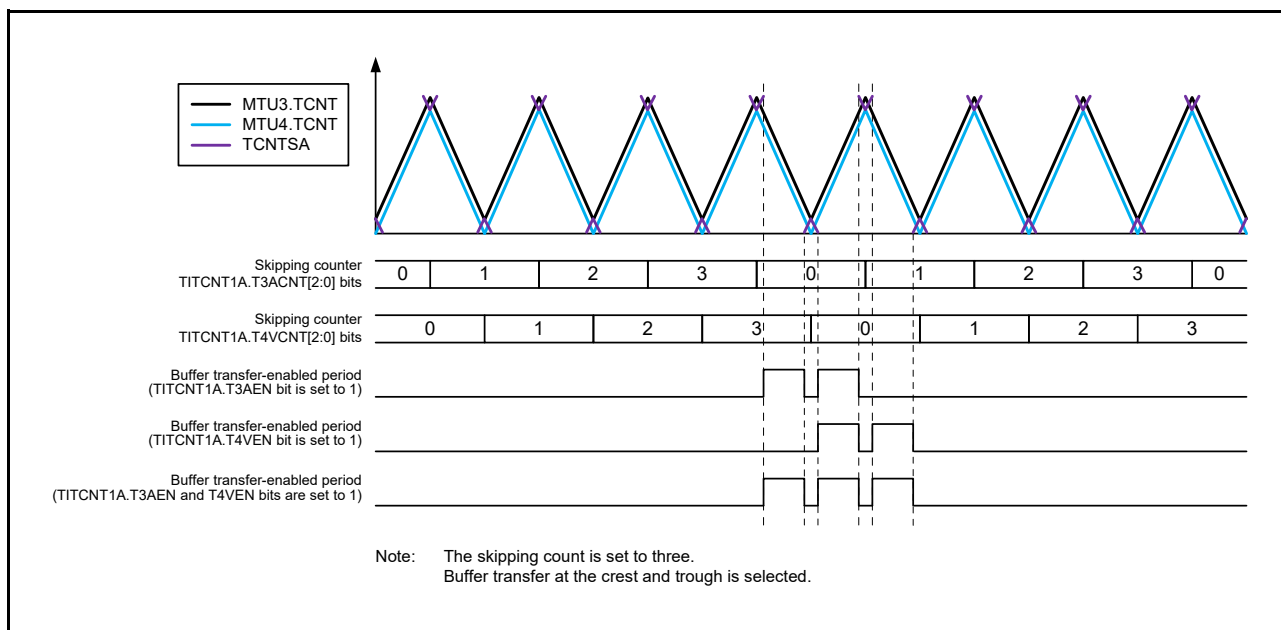 MTU3.TCNT
MTU4.TCNT
TCNTSA
Skipping counter
TITCNT1A.T3ACNT[2:0] bits
0 1 2 3 0 1 2 3 0
Skipping counter
TITCNT1A.T4VCNT[2:0] bits
0 1 2 3 0 1 2 3
Buffer transfer-enabled period
(TITCNT1A.T3AEN bit is set to 1)
Buffer transfer-enabled period
(TITCNT1A.T4VEN bit is set to 1)
Buffer transfer-enabled period
(TITCNT1A.T3AEN and T4VEN bits are set to 1)
Note: The skipping count is set to three.
Buffer transfer at the crest and trough is selected.